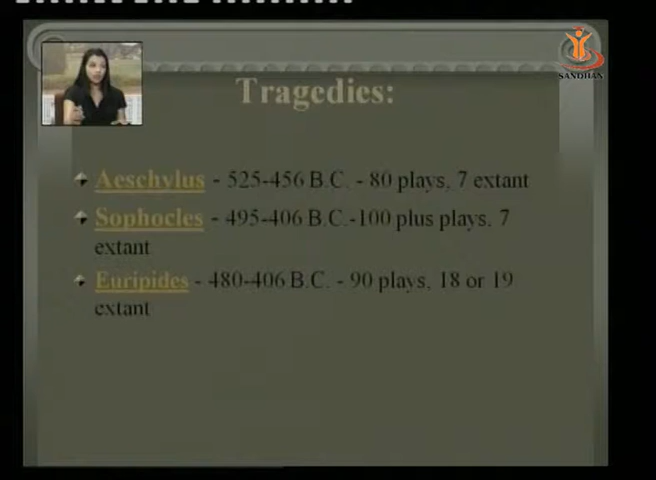 SANDHAN
Tragedies:
Aeschylus - 525-456 B.C. - 80 plays, 7 extant
Sophocles - 495-406 B.C.-100 plus plays, 7
extant
Euripides - 480-406 B.C. - 90 plays, 18 or 19
extant